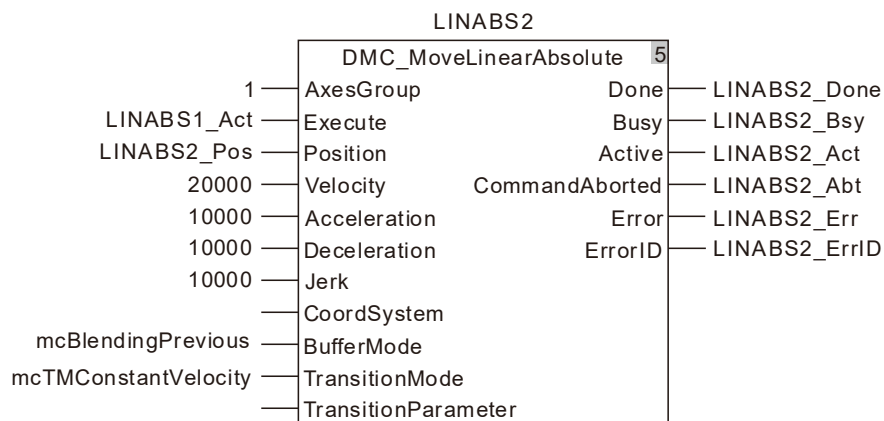 LINABS2
DMC_MoveLinearAbsolute 5
1 AxesGroup Done LINABS2_Done
LINABS1_Act Execute Busy LINABS2_Bsy
LINABS2_Pos Position Active LINABS2_Act
20000 Velocity CommandAborted LINABS2_Abt
10000 Acceleration Error LINABS2_Err
10000 Deceleration ErrorID LINABS2_ErrID
10000 Jerk
CoordSystem
mcBlendingPrevious BufferMode
mcTMConstantVelocity TransitionMode
TransitionParameter